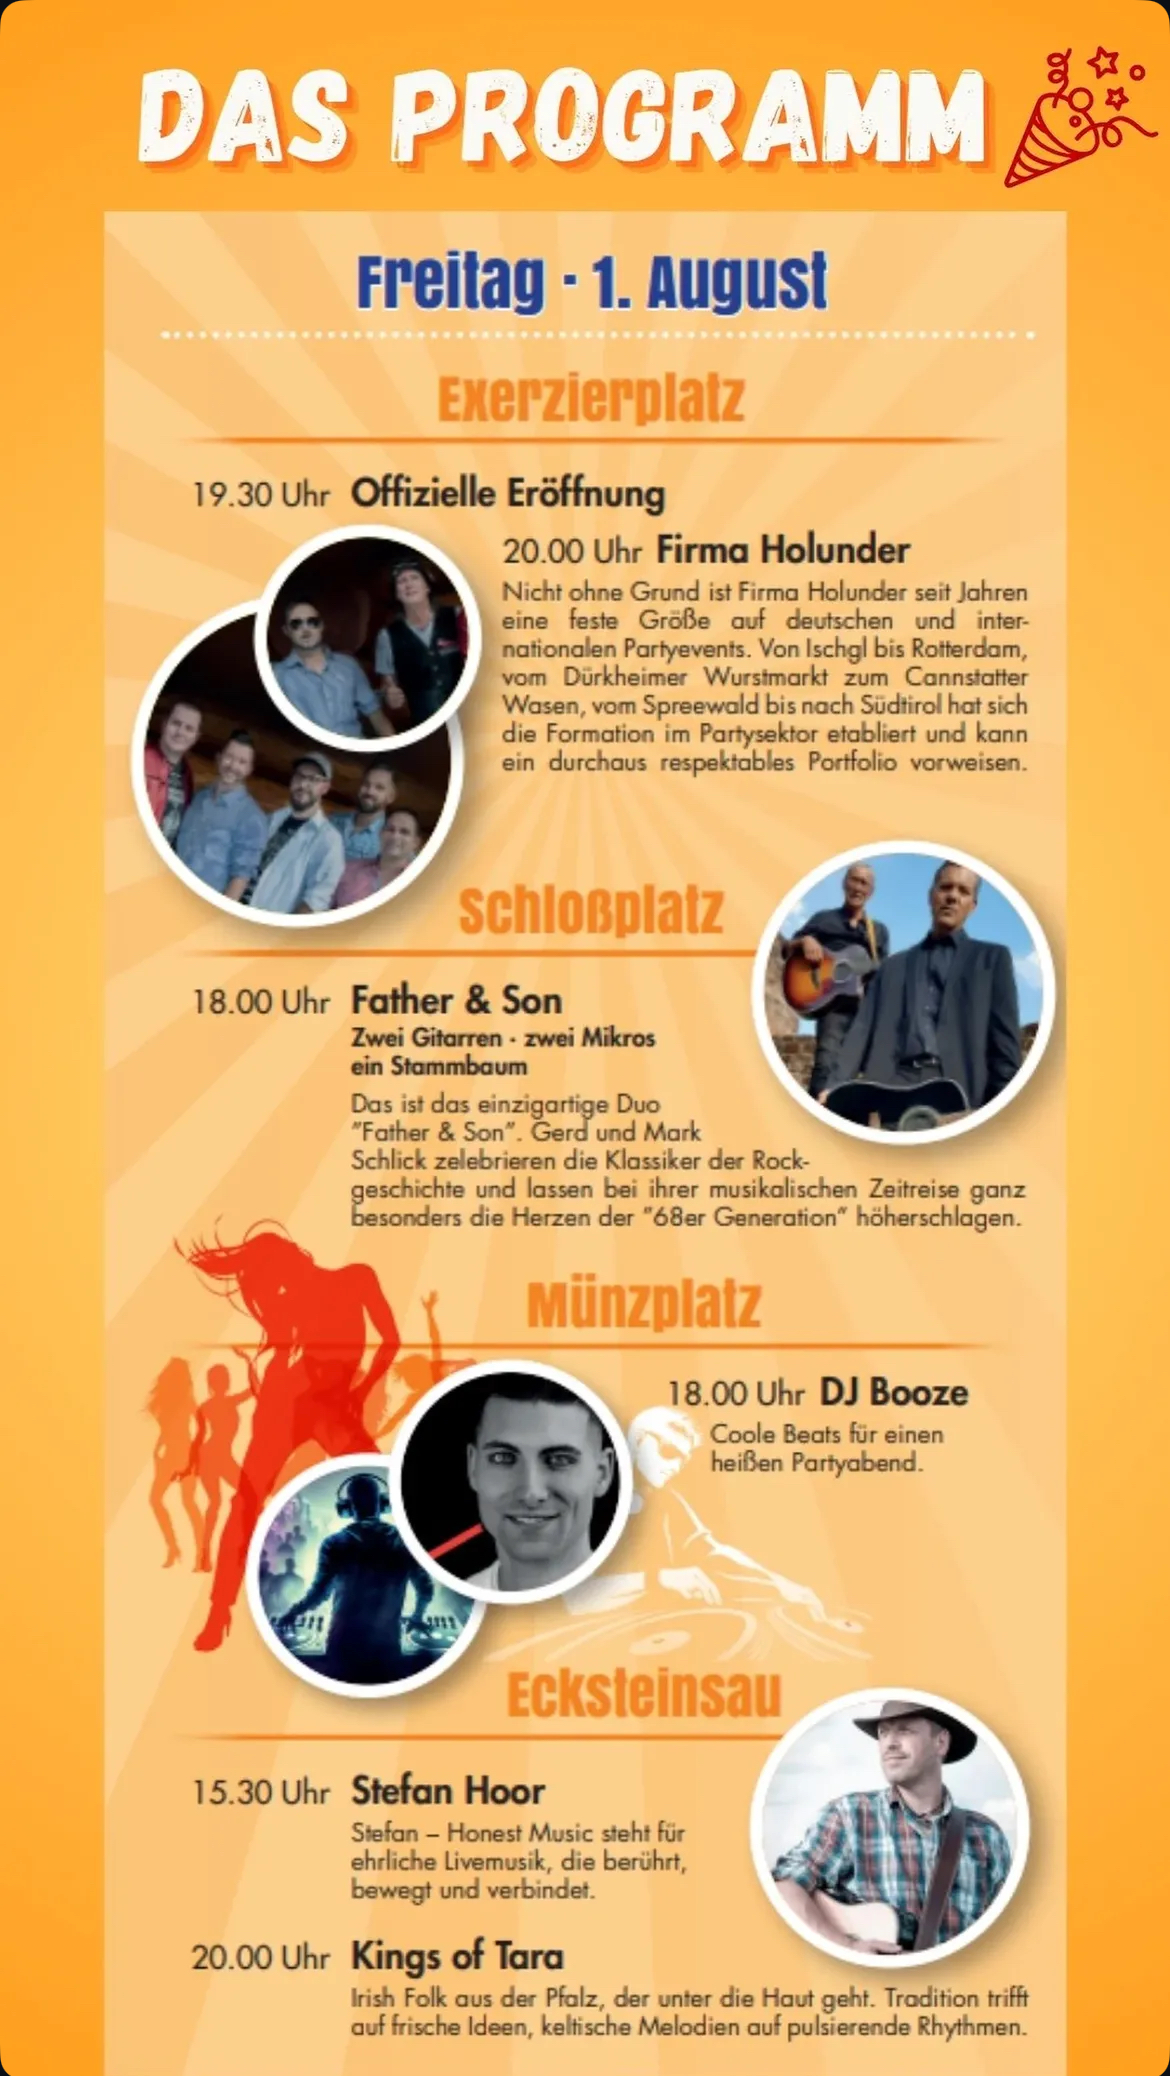 DAS PROGRAMM
Freitag · 1. August
Exerzierplatz
19.30 Uhr Offizielle Eröffnung
20.00 Uhr Firma Holunder
Nicht ohne Grund ist Firma Holunder seit Jahren
eine feste Größe auf deutschen und inter-
nationalen Partyevents. Von Ischgl bis Rotterdam,
vom Dürkheimer Wurstmarkt zum Cannstatter
Wasen, vom Spreewald bis nach Südtirol hat sich
die Formation im Partysektor etabliert und kann
ein durchaus respektables Portfolio vorweisen.
Schloßplatz
18.00 Uhr Father & Son
Zwei Gitarren · zwei Mikros
ein Stammbaum
Das ist das einzigartige Duo
"Father & Son". Gerd und Mark
Schlick zelebrieren die Klassiker der Rock-
geschichte und lassen bei ihrer musikalischen Zeitreise ganz
besonders die Herzen der "68er Generation" höherschlagen.
Münzplatz
18.00 Uhr DJ Booze
Coole Beats für einen
heißen Partyabend.
Ecksteinsau
15.30 Uhr Stefan Hoor
Stefan – Honest Music steht für
ehrliche Livemusik, die berührt,
bewegt und verbindet.
20.00 Uhr Kings of Tara
Irish Folk aus der Pfalz, der unter die Haut geht. Tradition trifft
auf frische Ideen, keltische Melodien auf pulsierende Rhythmen.